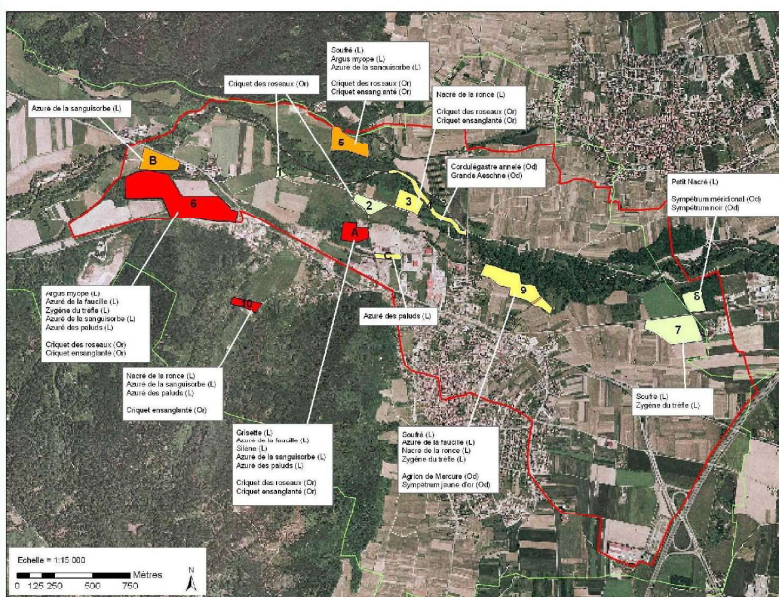 Soufré (L)
Argus myope (L)
Azuré de la sanguisorbe (L)
Criquet des roseaux (Or)
Criquet ensanglanté (Or)
Criquet des roseaux (Or)
Nacré de la ronce (L)
Criquet des roseaux (Or)
Criquet ensanglanté (Or)
Azuré de la sanguisorbe (L)
Cordulégastre annelé (Od)
Grande Aeschne (Od)
Petit Nacré (L)
Sympétrum méridional (Od)
Sympétrum noir (Od)
5
B
1
6
2
3
A
C
10
9
8
7
Argus myope (L)
Azuré de la faucille (L)
Zygène du trèfle (L)
Azuré de la sanguisorbe (L)
Azuré des paluds (L)
Criquet des roseaux (Or)
Criquet ensanglanté (Or)
Azuré des paluds (L)
Nacré de la ronce (L)
Azuré de la sanguisorbe (L)
Azuré des paluds (L)
Criquet ensanglanté (Or)
Soufré (L)
Zygène du trèfle (L)
Grisette (L)
Azuré de la faucille (L)
Silène (L)
Azuré de la sanguisorbe (L)
Azuré des paluds (L)
Criquet des roseaux (Or)
Criquet ensanglanté (Or)
Soufré (L)
Azuré de la faucille (L)
Nacré de la ronce (L)
Zygène du trèfle (L)
Agrion de Mercure (Od)
Sympétrum jaune d'or (Od)
Echelle = 1:15 000
Mètres
0 125 250 500 750
N